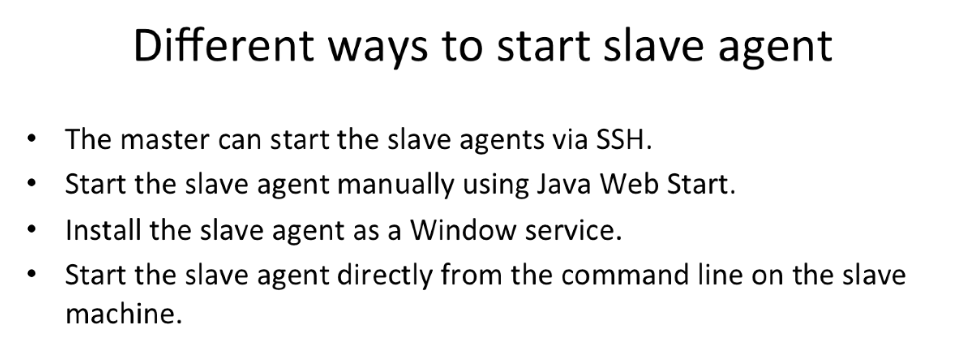 Different ways to start slave agent
• The master can start the slave agents via SSH.
• Start the slave agent manually using Java Web Start.
• Install the slave agent as a Window service.
• Start the slave agent directly from the command line on the slave
machine.